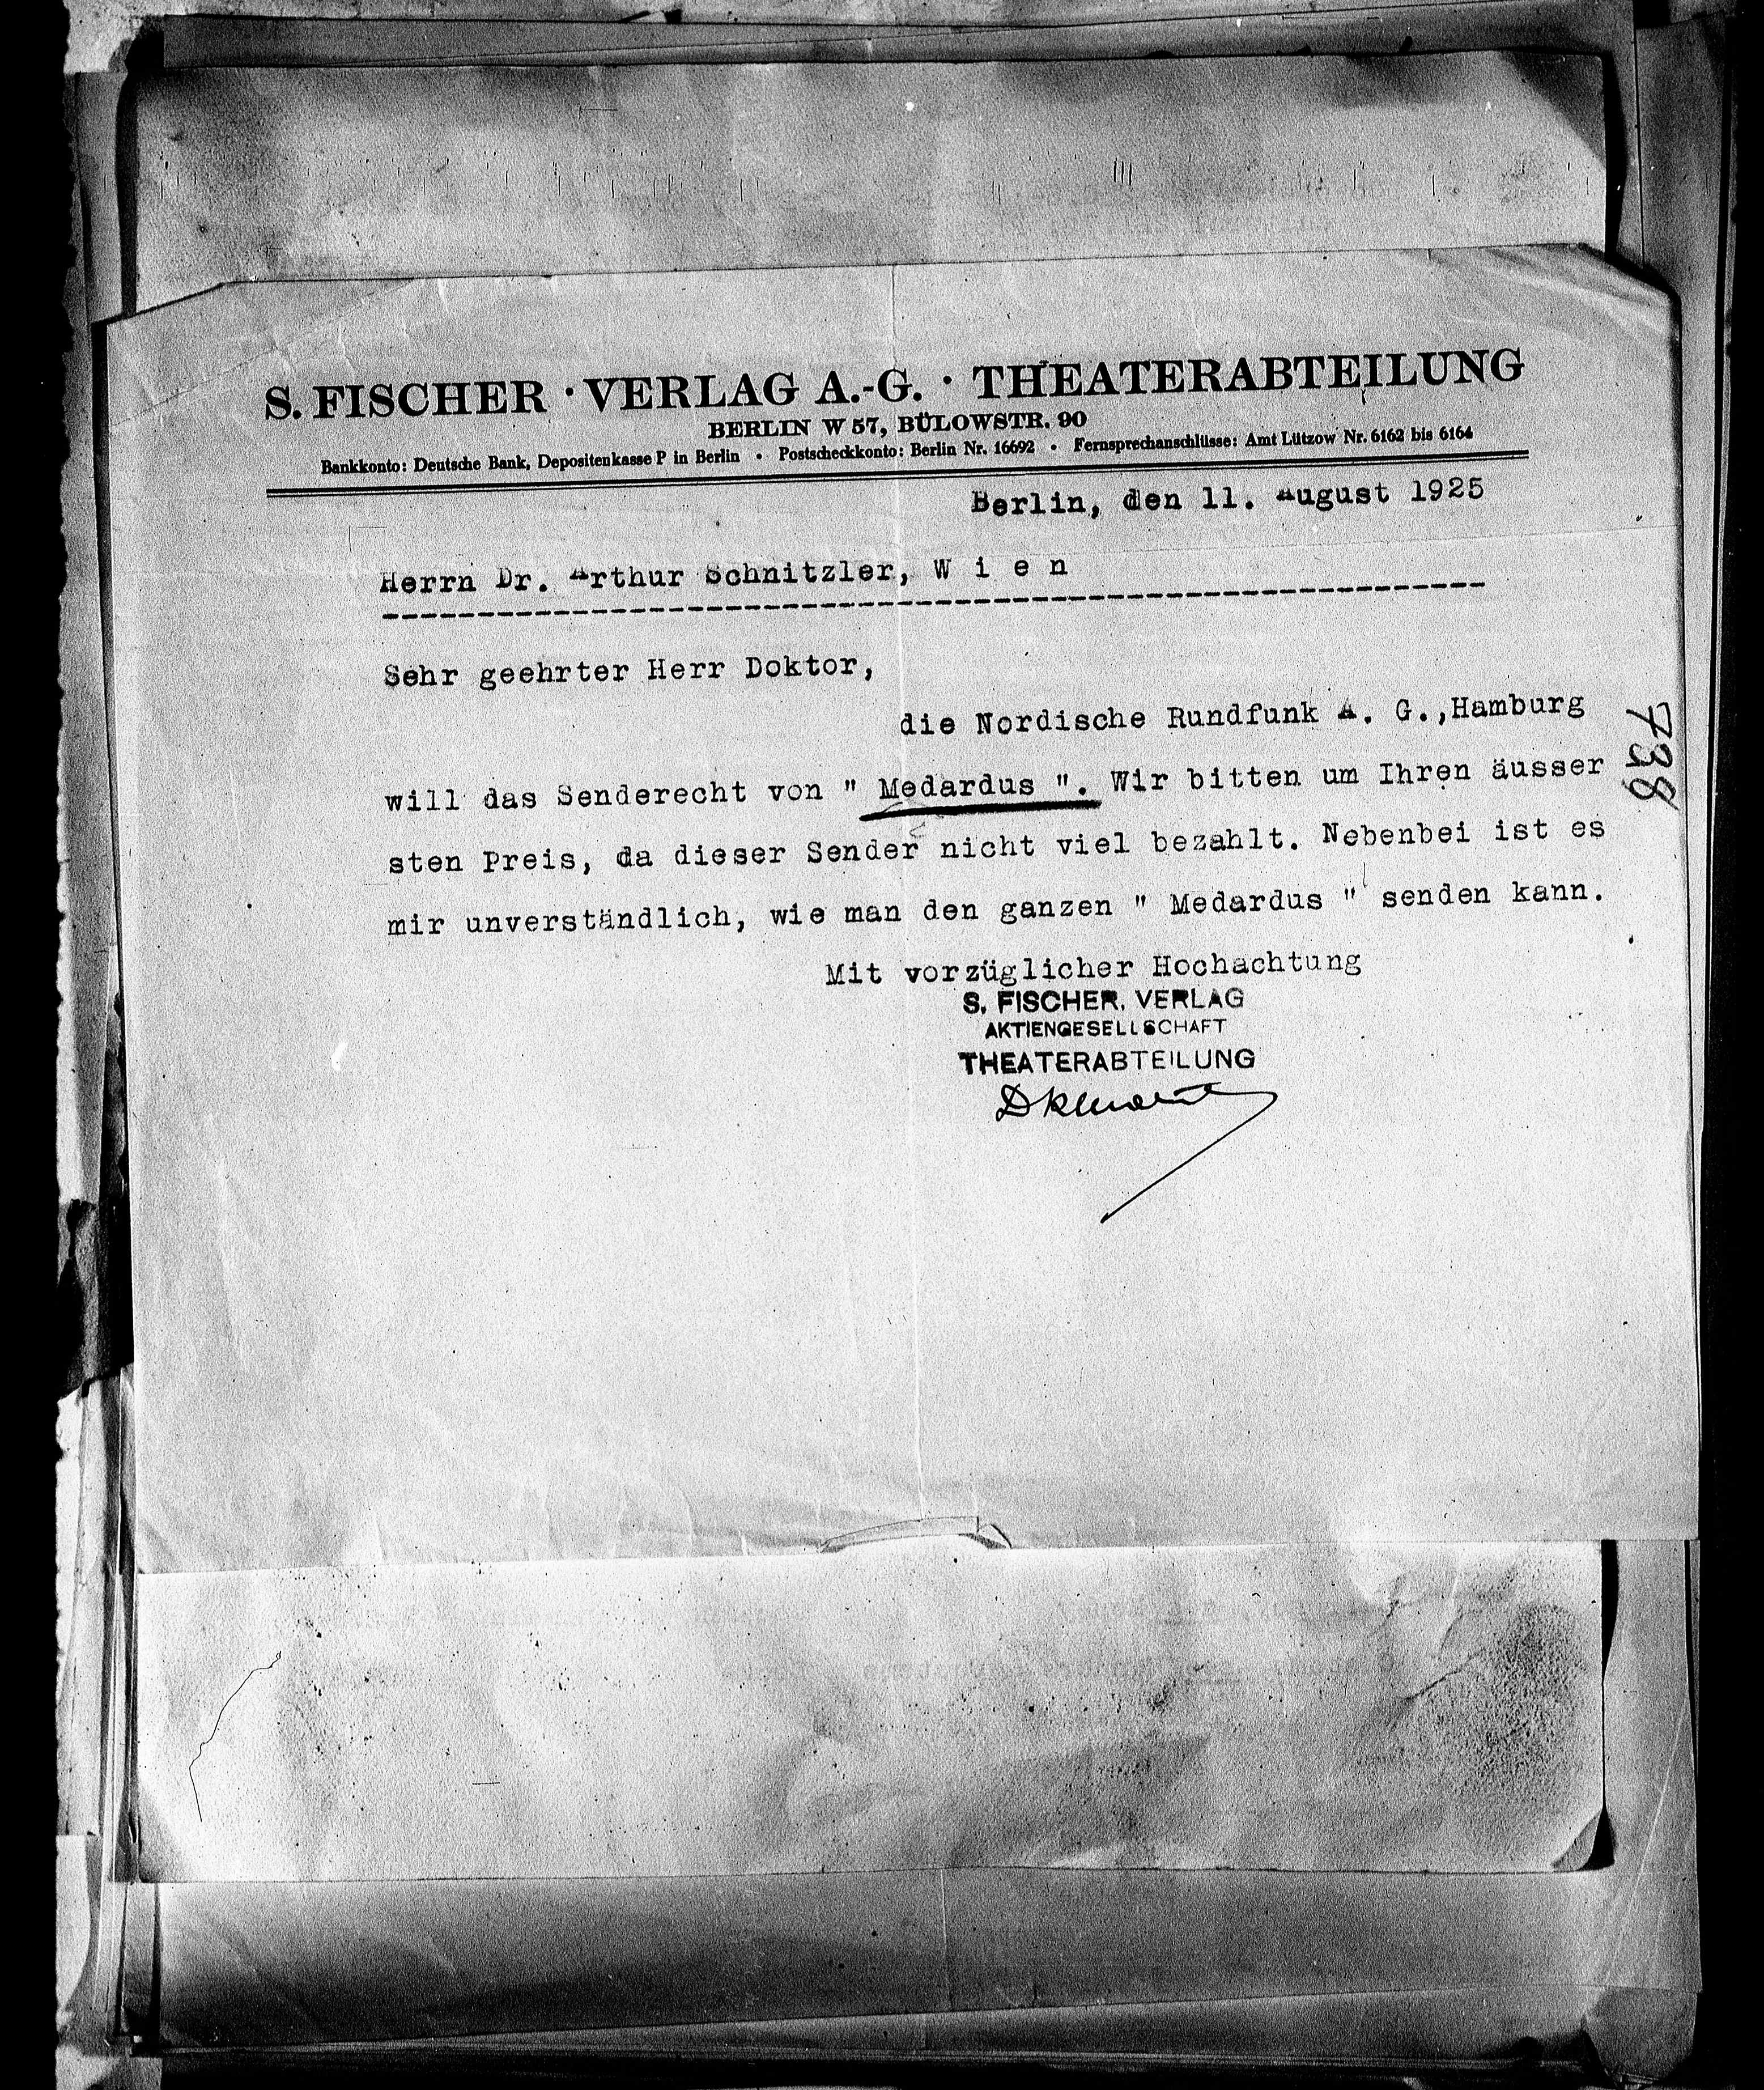 S. FISCHER · VERLAG A.-G. · THEATERABTEILUNG
BERLIN W 57, BÜLOWSTR. 90
Bankkonto: Deutsche Bank, Depositenkasse P in Berlin • Postscheckkonto: Berlin Nr. 16692 • Fernsprechanschlüsse: Amt Lützow Nr. 6162 bis 6164
Berlin, den 11. August 1925
Herrn Dr. Arthur Schnitzler, W i e n
Sehr geehrter Herr Doktor,
die Nordische Rundfunk A. G.,Hamburg
will das Senderecht von " Medardus ". Wir bitten um Ihren äusser
sten Preis, da dieser Sender nicht viel bezahlt. Nebenbei ist es
mir unverständlich, wie man den ganzen " Medardus " senden kann.
Mit vorzüglicher Hochachtung
S. FISCHER, VERLAG
AKTIENGESELLSCHAFT
THEATERABTEILUNG
738